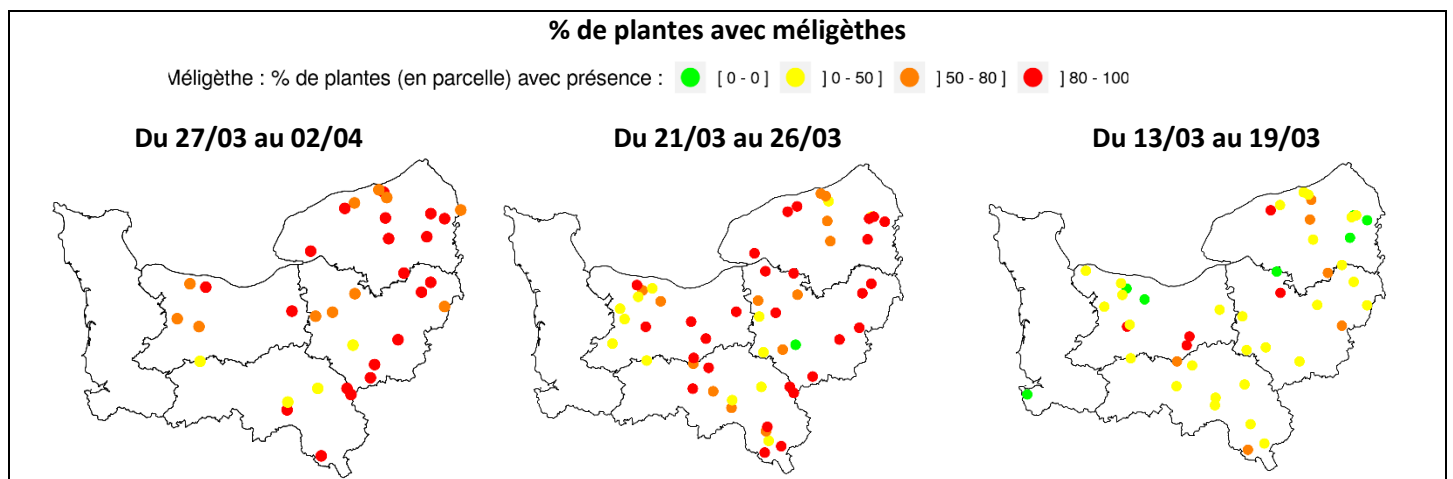 % de plantes avec méligèthes
Méligèthe : % de plantes (en parcelle) avec présence : [ 0 - 0 ] ] 0 - 50 ] ] 50 - 80 ] ] 80 - 100
Du 27/03 au 02/04 Du 21/03 au 26/03 Du 13/03 au 19/03